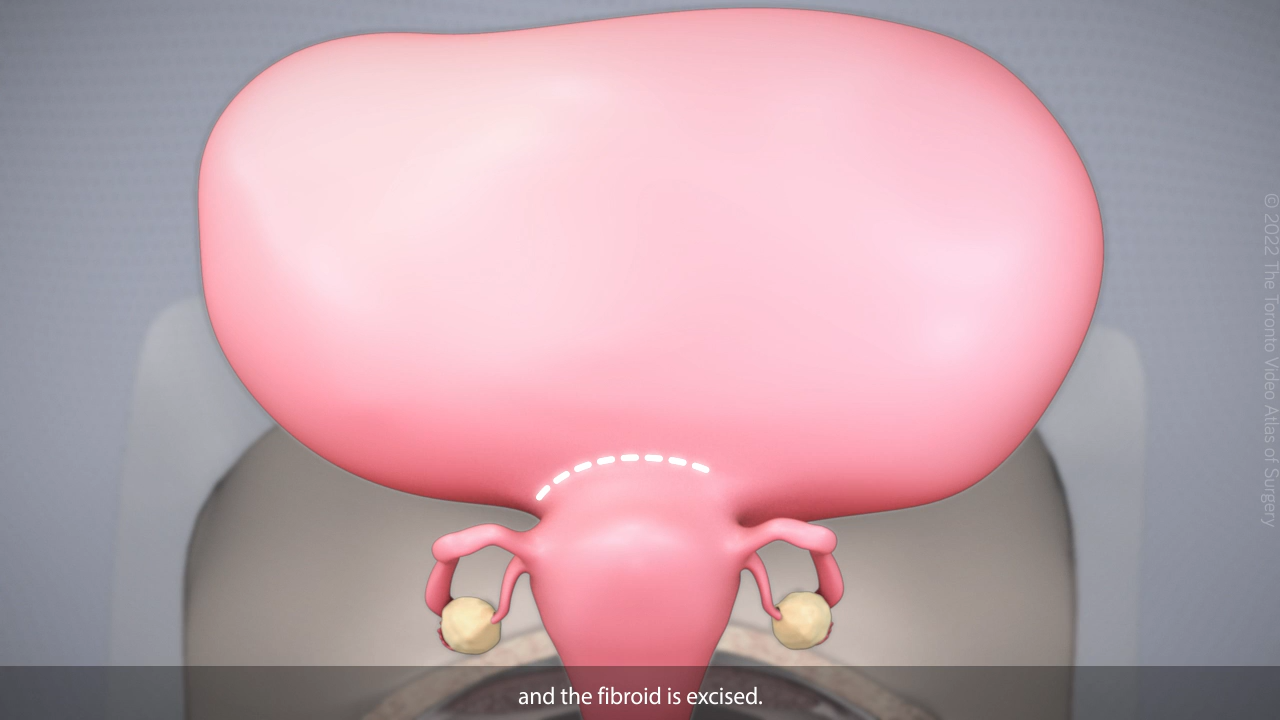 and the fibroid is excised.
© 2022 The Toronto Video Atlas of Surgery